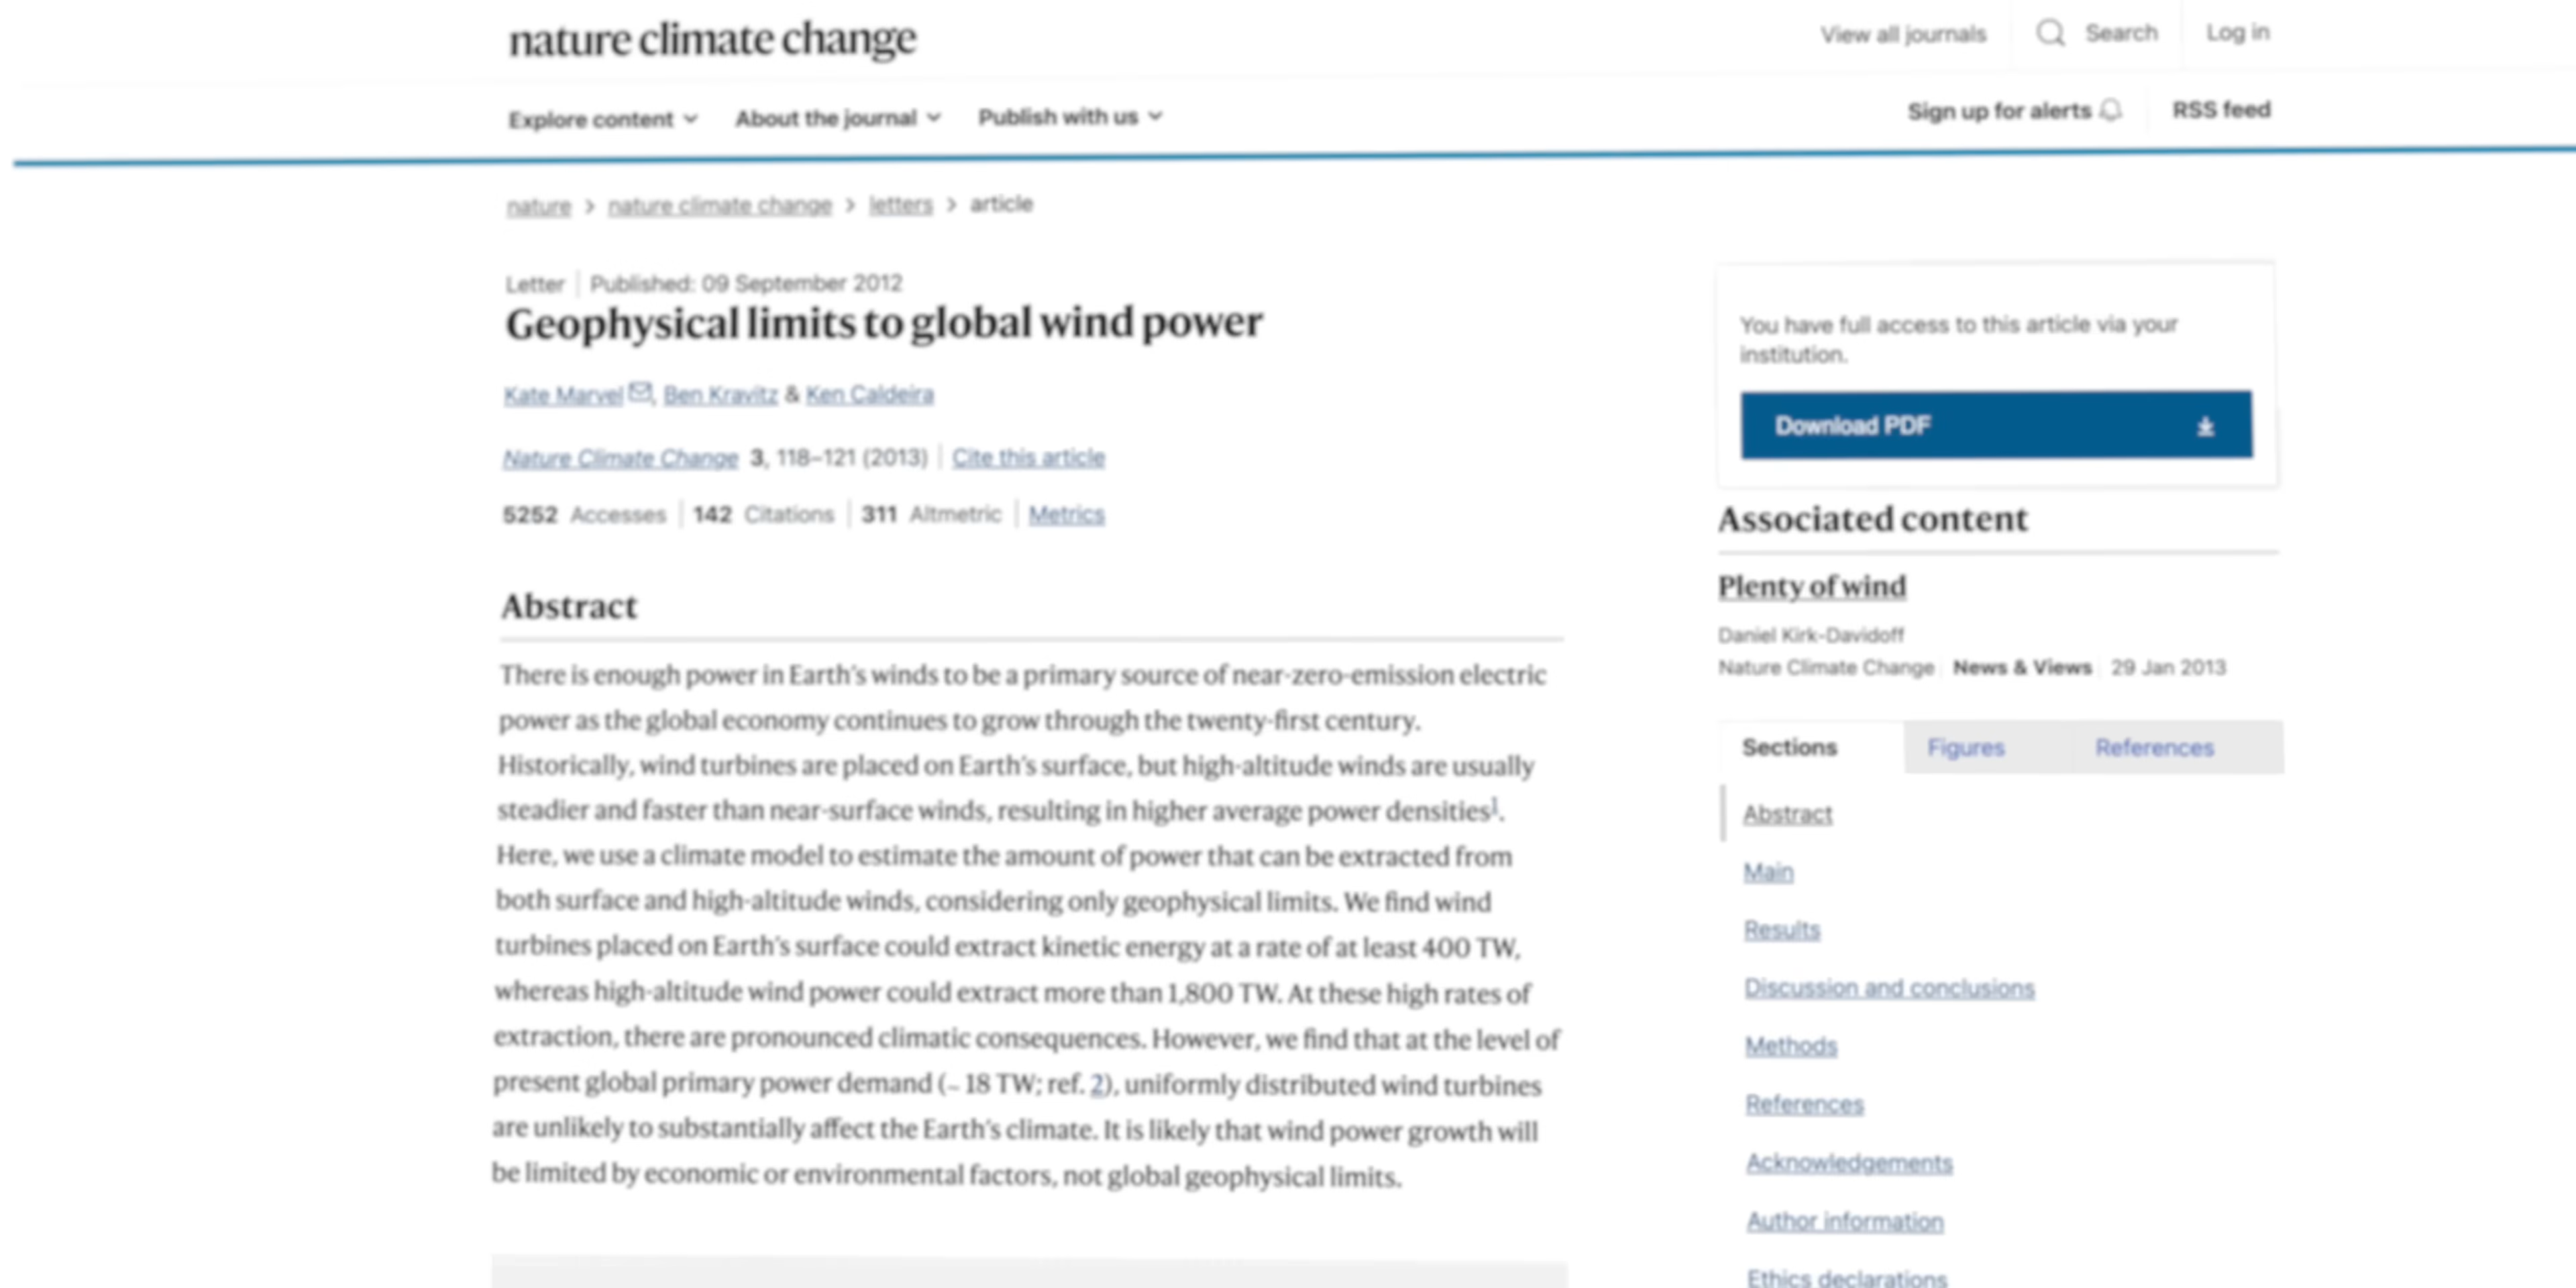 nature climate change
View all journals Search Log in
Explore content About the journal Publish with us
Sign up for alerts RSS feed
nature > nature climate change > letters > article
Letter | Published: 09 September 2012
Geophysical limits to global wind power
Kate Marvel, Ben Kravitz & Ken Caldeira
Nature Climate Change 3, 118–121 (2013) | Cite this article
5252 Accesses | 142 Citations | 311 Altmetric | Metrics
Abstract
There is enough power in Earth's winds to be a primary source of near-zero-emission electric
power as the global economy continues to grow through the twenty-first century.
Historically, wind turbines are placed on Earth's surface, but high-altitude winds are usually
steadier and faster than near-surface winds, resulting in higher average power densities1.
Here, we use a climate model to estimate the amount of power that can be extracted from
both surface and high-altitude winds, considering only geophysical limits. We find wind
turbines placed on Earth's surface could extract kinetic energy at a rate of at least 400 TW,
whereas high-altitude wind power could extract more than 1,800 TW. At these high rates of
extraction, there are pronounced climatic consequences. However, we find that at the level of
present global primary power demand (~ 18 TW; ref. 2), uniformly distributed wind turbines
are unlikely to substantially affect the Earth's climate. It is likely that wind power growth will
be limited by economic or environmental factors, not global geophysical limits.
You have full access to this article via your
institution.
Download PDF
Associated content
Plenty of wind
Daniel Kirk-Davidoff
Nature Climate Change | News & Views | 29 Jan 2013
Sections Figures References
Abstract
Main
Results
Discussion and conclusions
Methods
References
Acknowledgements
Author information
Ethics declarations